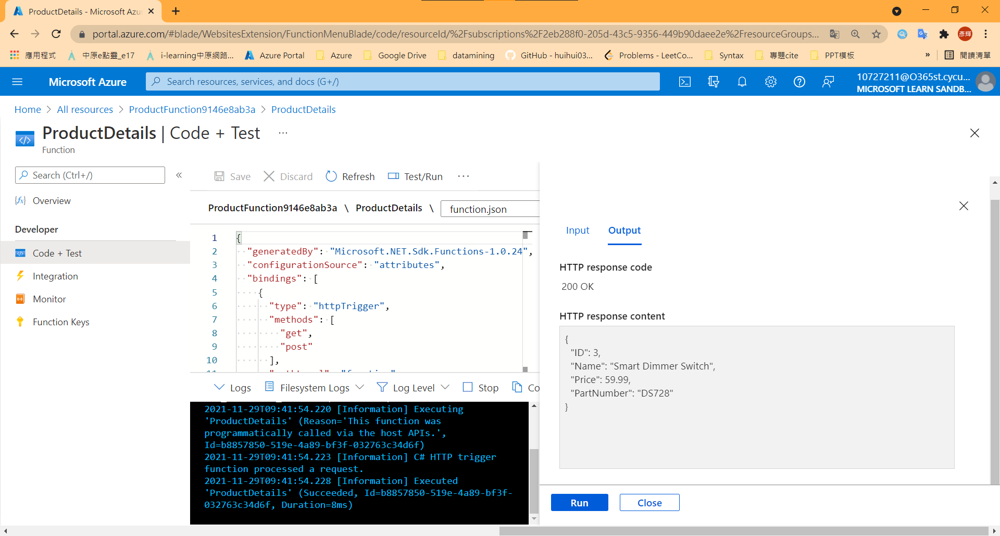 ProductDetails - Microsoft Azu
portal.azure.com/#blade/WebsitesExtension/FunctionMenuBlade/code/resourceId/%2Fsubscriptions%2F2eb288f0-205d-43c5-9356-449b90daee2e%2FresourceGroups...
彥輝
應用程式
中原e點靈_e17
i-learning中原網路...
Azure Portal
Azure
Google Drive
datamining
GitHub - huihui03...
Problems - LeetCo...
Syntax
專題cite
PPT模板
»
閱讀清單
Microsoft Azure
Search resources, services, and docs (G+/)
10727211@O365st.cycu...
MICROSOFT LEARN SANDB...
Home > All resources > ProductFunction9146e8ab3a > ProductDetails
ProductDetails | Code + Test ...
Function
Search (Ctrl+/)
«
Overview
Developer
Code + Test
Integration
Monitor
Function Keys
Save
Discard
Refresh
Test/Run
...
ProductFunction9146e8ab3a \ ProductDetails \ function.json
1 {
2 "generatedBy": "Microsoft.NET.Sdk.Functions-1.0.24",
3 "configurationSource": "attributes",
4 "bindings": [
5 {
6 "type": "httpTrigger",
7 "methods": [
8 "get",
9 "post"
10 ],
Logs
Filesystem Logs
Log Level
Stop
Co
2021-11-29T09:41:54.220 [Information] Executing
'ProductDetails' (Reason='This function was
programmatically called via the host APIs.',
Id=b8857850-519e-4a89-bf3f-032763c34d6f)
2021-11-29T09:41:54.223 [Information] C# HTTP trigger
function processed a request.
2021-11-29T09:41:54.228 [Information] Executed
'ProductDetails' (Succeeded, Id=b8857850-519e-4a89-bf3f-
032763c34d6f, Duration=8ms)
Input
Output
HTTP response code
200 OK
HTTP response content
{
"ID": 3,
"Name": "Smart Dimmer Switch",
"Price": 59.99,
"PartNumber": "DS728"
}
Run
Close